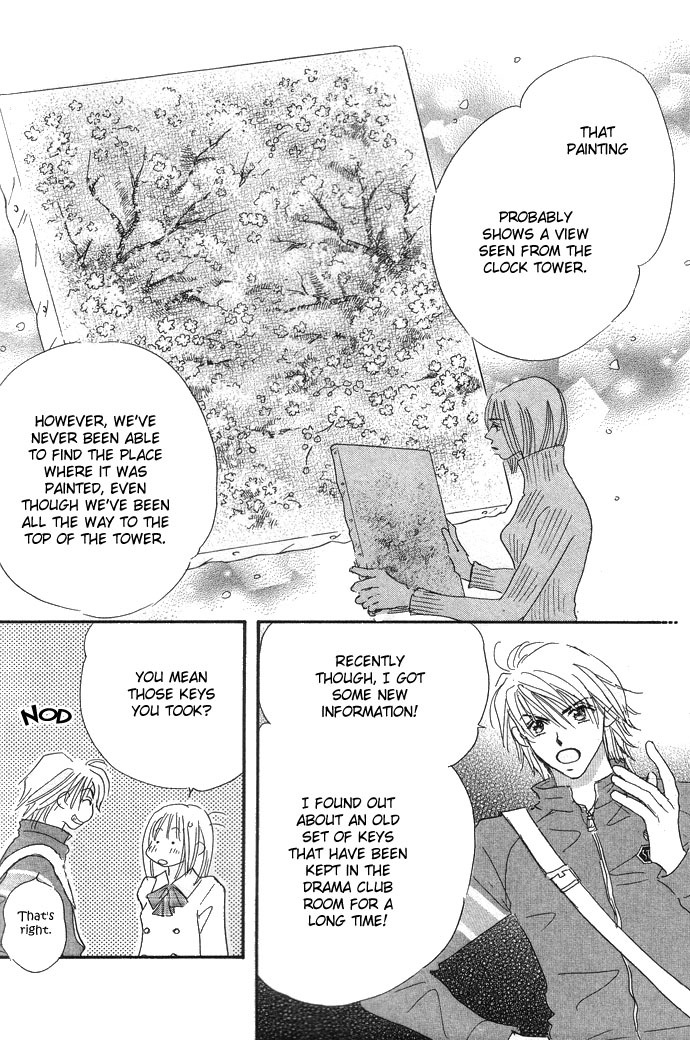 THAT
PAINTING
PROBABLY
SHOWS A VIEW
SEEN FROM THE
CLOCK TOWER.
HOWEVER, WE'VE
NEVER BEEN ABLE
TO FIND THE PLACE
WHERE IT WAS
PAINTED, EVEN
THOUGH WE'VE BEEN
ALL THE WAY TO THE
TOP OF THE TOWER.
RECENTLY
THOUGH, I GOT
SOME NEW
INFORMATION!
I FOUND OUT
ABOUT AN OLD
SET OF KEYS
THAT HAVE BEEN
KEPT IN THE
DRAMA CLUB
ROOM FOR A
LONG TIME!
YOU MEAN
THOSE KEYS
YOU TOOK?
NOD
That's
right.